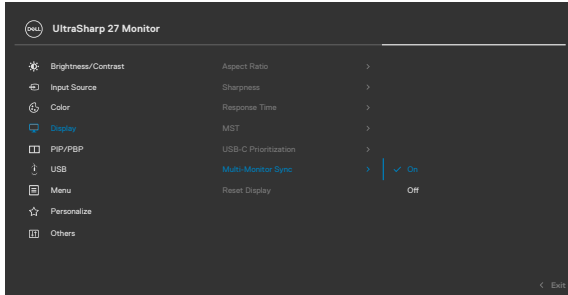 DELL UltraSharp 27 Monitor
Brightness/Contrast Aspect Ratio >
Input Source Sharpness >
Color Response Time >
Display MST >
PIP/PBP USB-C Prioritization >
USB Multi-Monitor Sync > ✓ On
Menu Reset Display Off
Personalize
Others
< Exit